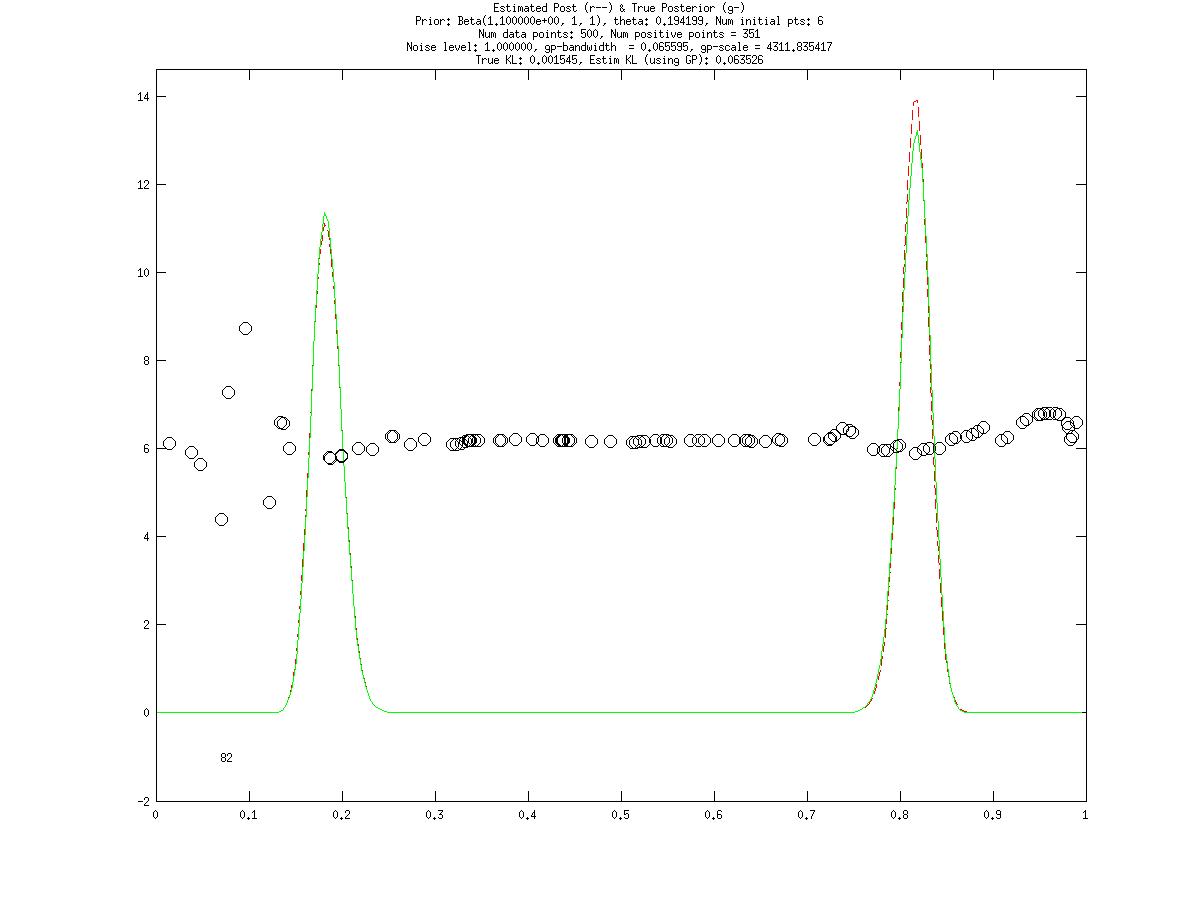 Estimated Post (r--) & True Posterior (g-)
Prior: Beta(1.100000e+00, 1, 1), theta: 0.194199, Num initial pts: 6
Num data points: 500, Num positive points = 351
Noise level: 1.000000, gp-bandwidth  = 0.065595, gp-scale = 4311.835417
True KL: 0.001545, Estim KL (using GP): 0.063526
14
12
10
8
6
4
2
0
82
-2
0 0.1 0.2 0.3 0.4 0.5 0.6 0.7 0.8 0.9 1